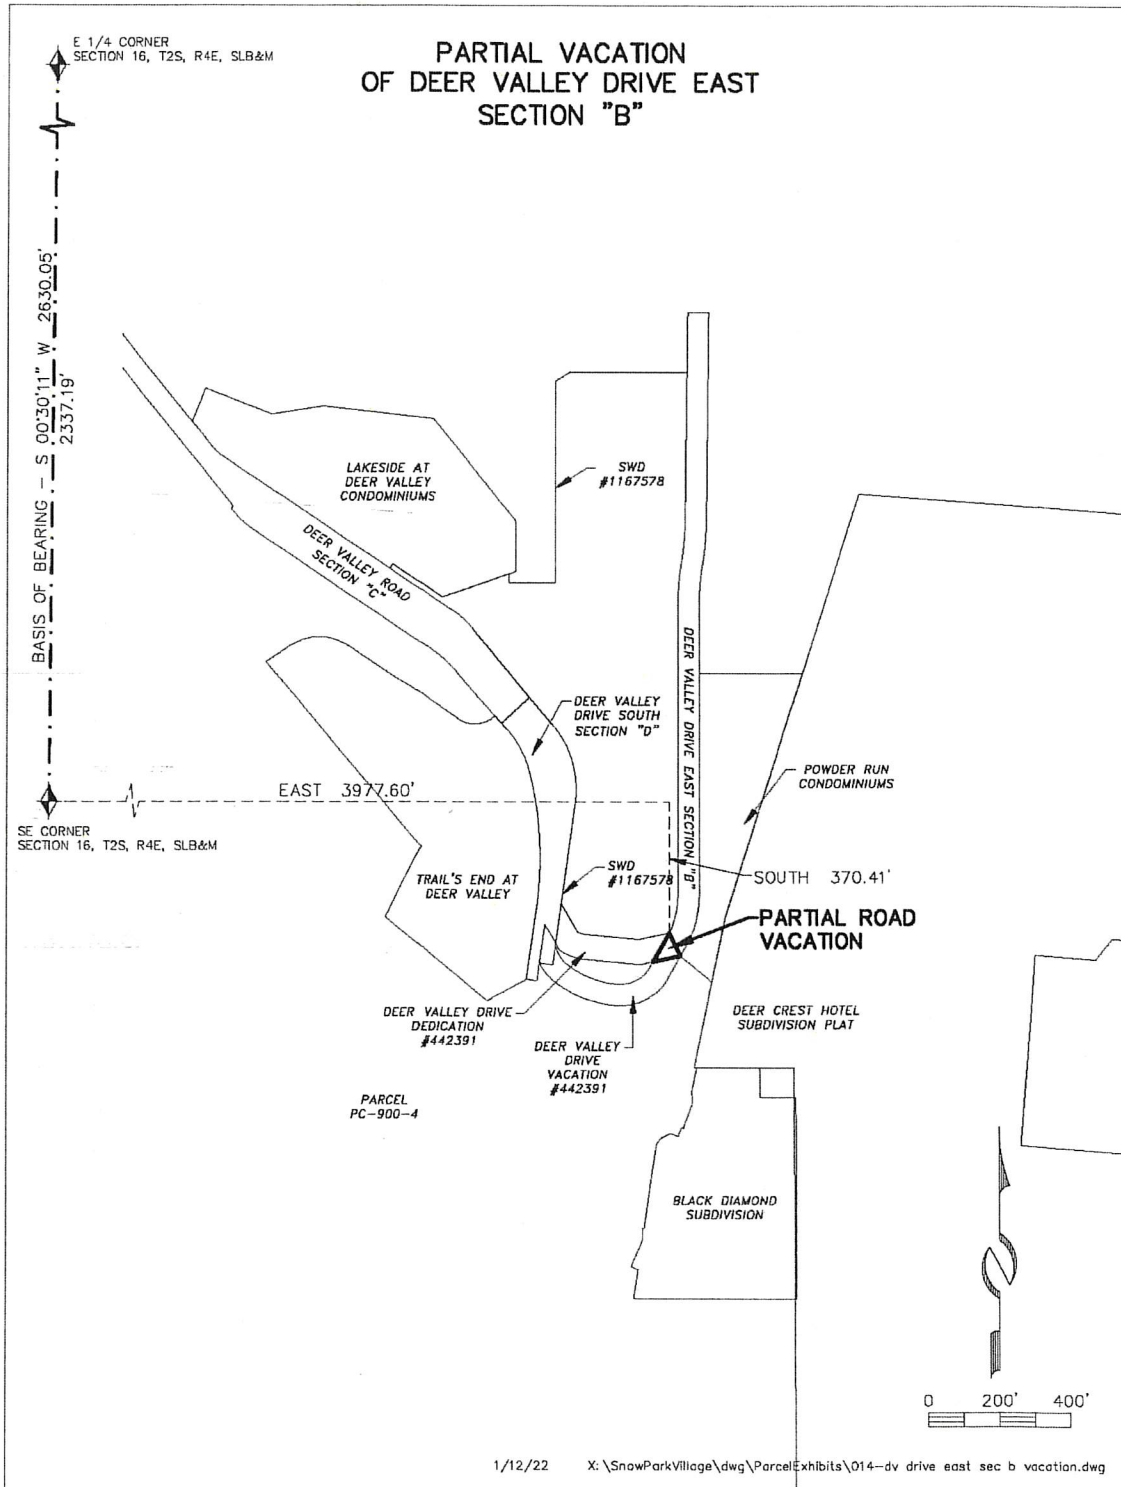 E 1/4 CORNER
SECTION 16, T2S, R4E, SLB&M
PARTIAL VACATION
OF DEER VALLEY DRIVE EAST
SECTION "B"
BASIS OF BEARING - S 00°30'11" W 2630.05'
2337.19'
LAKESIDE AT
DEER VALLEY
CONDOMINIUMS
SWD
#1167578
DEER VALLEY ROAD
SECTION "C"
DEER VALLEY
DRIVE SOUTH
SECTION "D"
DEER VALLEY DRIVE EAST SECTION "B"
POWDER RUN
CONDOMINIUMS
EAST 3977.60'
SE CORNER
SECTION 16, T2S, R4E, SLB&M
TRAIL'S END AT
DEER VALLEY
SWD
#1167578
SOUTH 370.41'
PARTIAL ROAD
VACATION
DEER VALLEY DRIVE
DEDICATION
#442391
DEER VALLEY
DRIVE
VACATION
#442391
DEER CREST HOTEL
SUBDIVISION PLAT
PARCEL
PC-900-4
BLACK DIAMOND
SUBDIVISION
0 200' 400'
1/12/22 X:\SnowParkVillage\dwg\ParcelExhibits\014-dv drive east sec b vacation.dwg